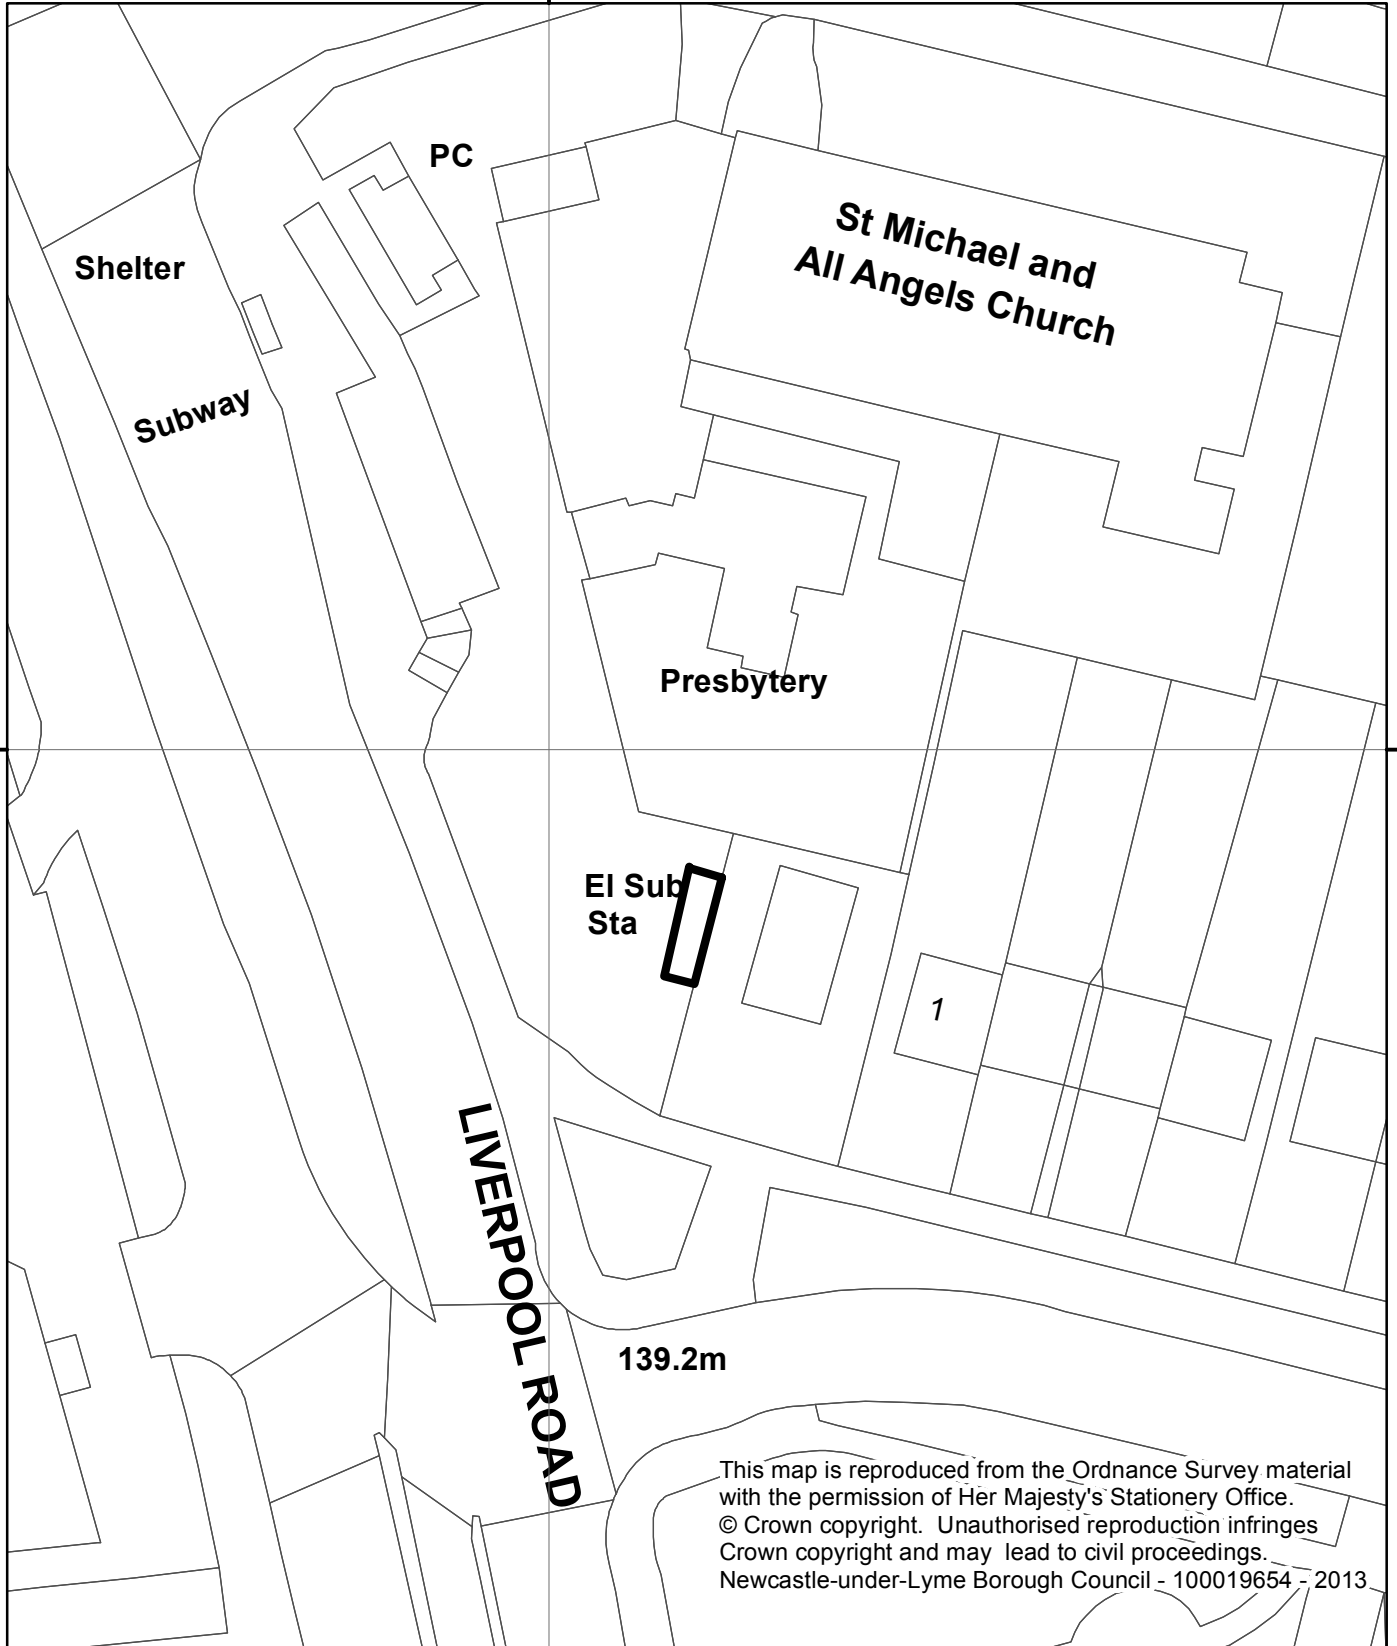 PC
St Michael and
All Angels Church
Shelter
Subway
Presbytery
El Sub
Sta
1
LIVERPOOL ROAD
139.2m
This map is reproduced from the Ordnance Survey material
with the permission of Her Majesty's Stationery Office.
© Crown copyright. Unauthorised reproduction infringes
Crown copyright and may lead to civil proceedings.
Newcastle-under-Lyme Borough Council - 100019654 - 2013